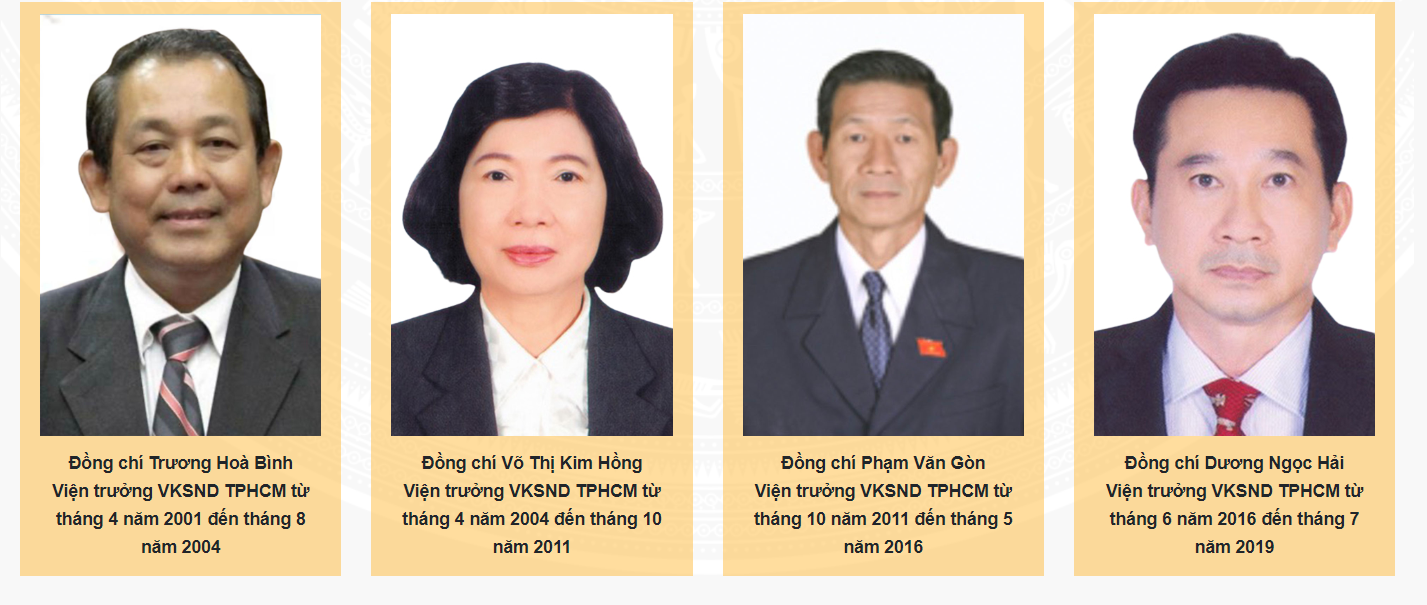 Đồng chí Trương Hoà Bình
Viện trưởng VKSND TPHCM từ
tháng 4 năm 2001 đến tháng 8
năm 2004
Đồng chí Võ Thị Kim Hồng
Viện trưởng VKSND TPHCM từ
tháng 4 năm 2004 đến tháng 10
năm 2011
Đồng chí Phạm Văn Gòn
Viện trưởng VKSND TPHCM từ
tháng 10 năm 2011 đến tháng 5
năm 2016
Đồng chí Dương Ngọc Hải
Viện trưởng VKSND TPHCM từ
tháng 6 năm 2016 đến tháng 7
năm 2019